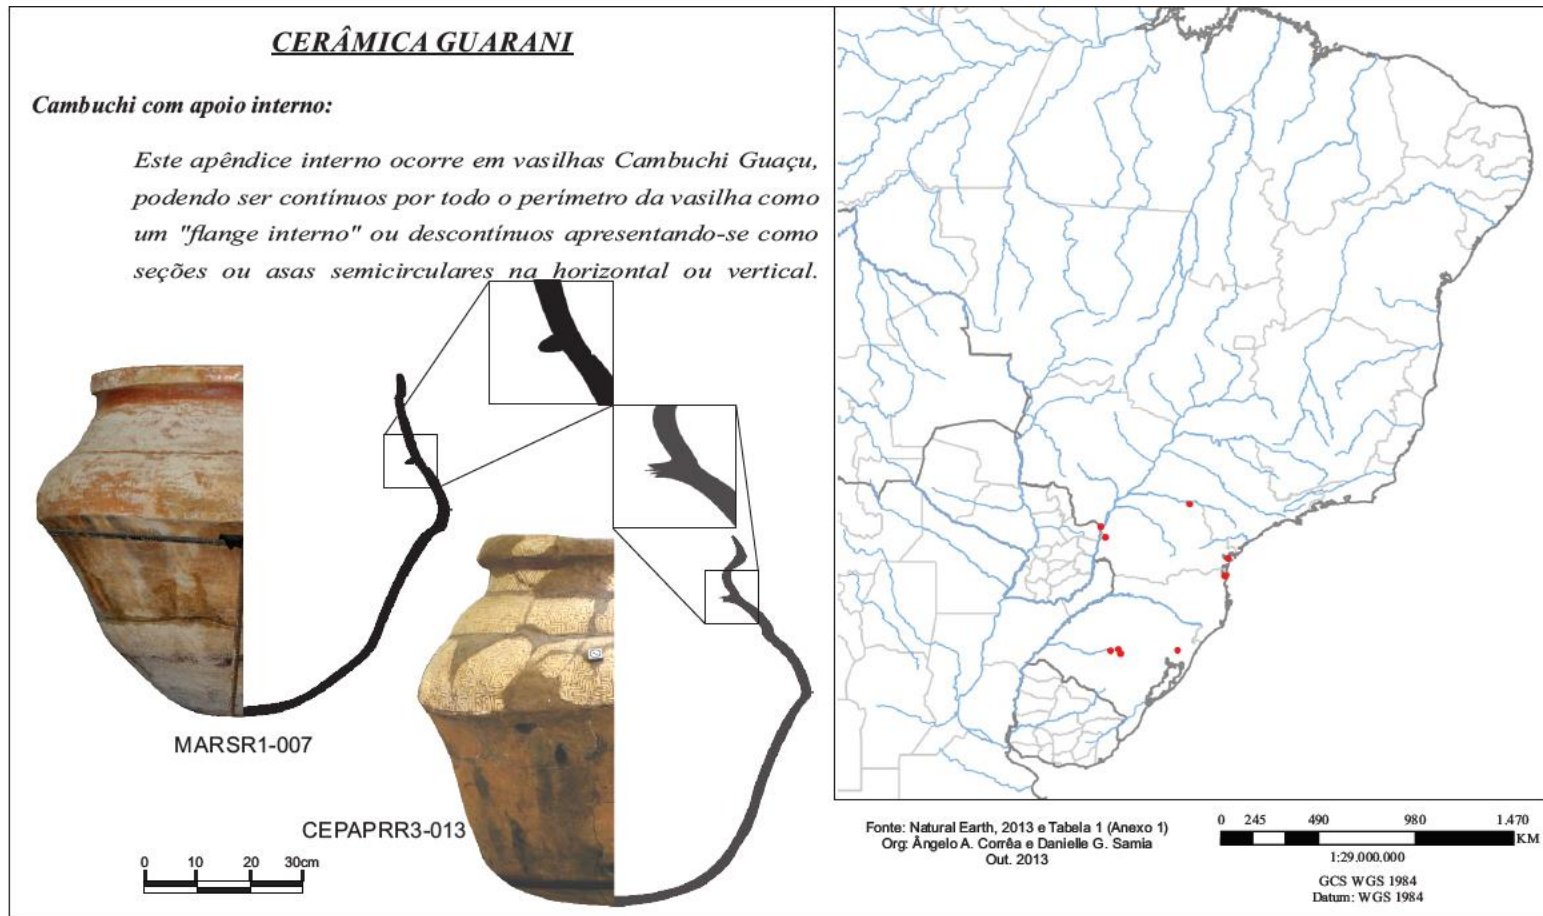 CERÂMICA GUARANI
Cambuchi com apoio interno:
Este apêndice interno ocorre em vasilhas Cambuchi Guaçu,
podendo ser contínuos por todo o perímetro da vasilha como
um "flange interno" ou descontínuos apresentando-se como
seções ou asas semicirculares na horizontal ou vertical.
MARSR1-007
CEPAPRR3-013
0 10 20 30cm
Fonte: Natural Earth, 2013 e Tabela 1 (Anexo 1)
Org: Ângelo A. Corrêa e Danielle G. Samia
Out. 2013
0 245 490 980 1.470
KM
1:29.000.000
GCS WGS 1984
Datum: WGS 1984